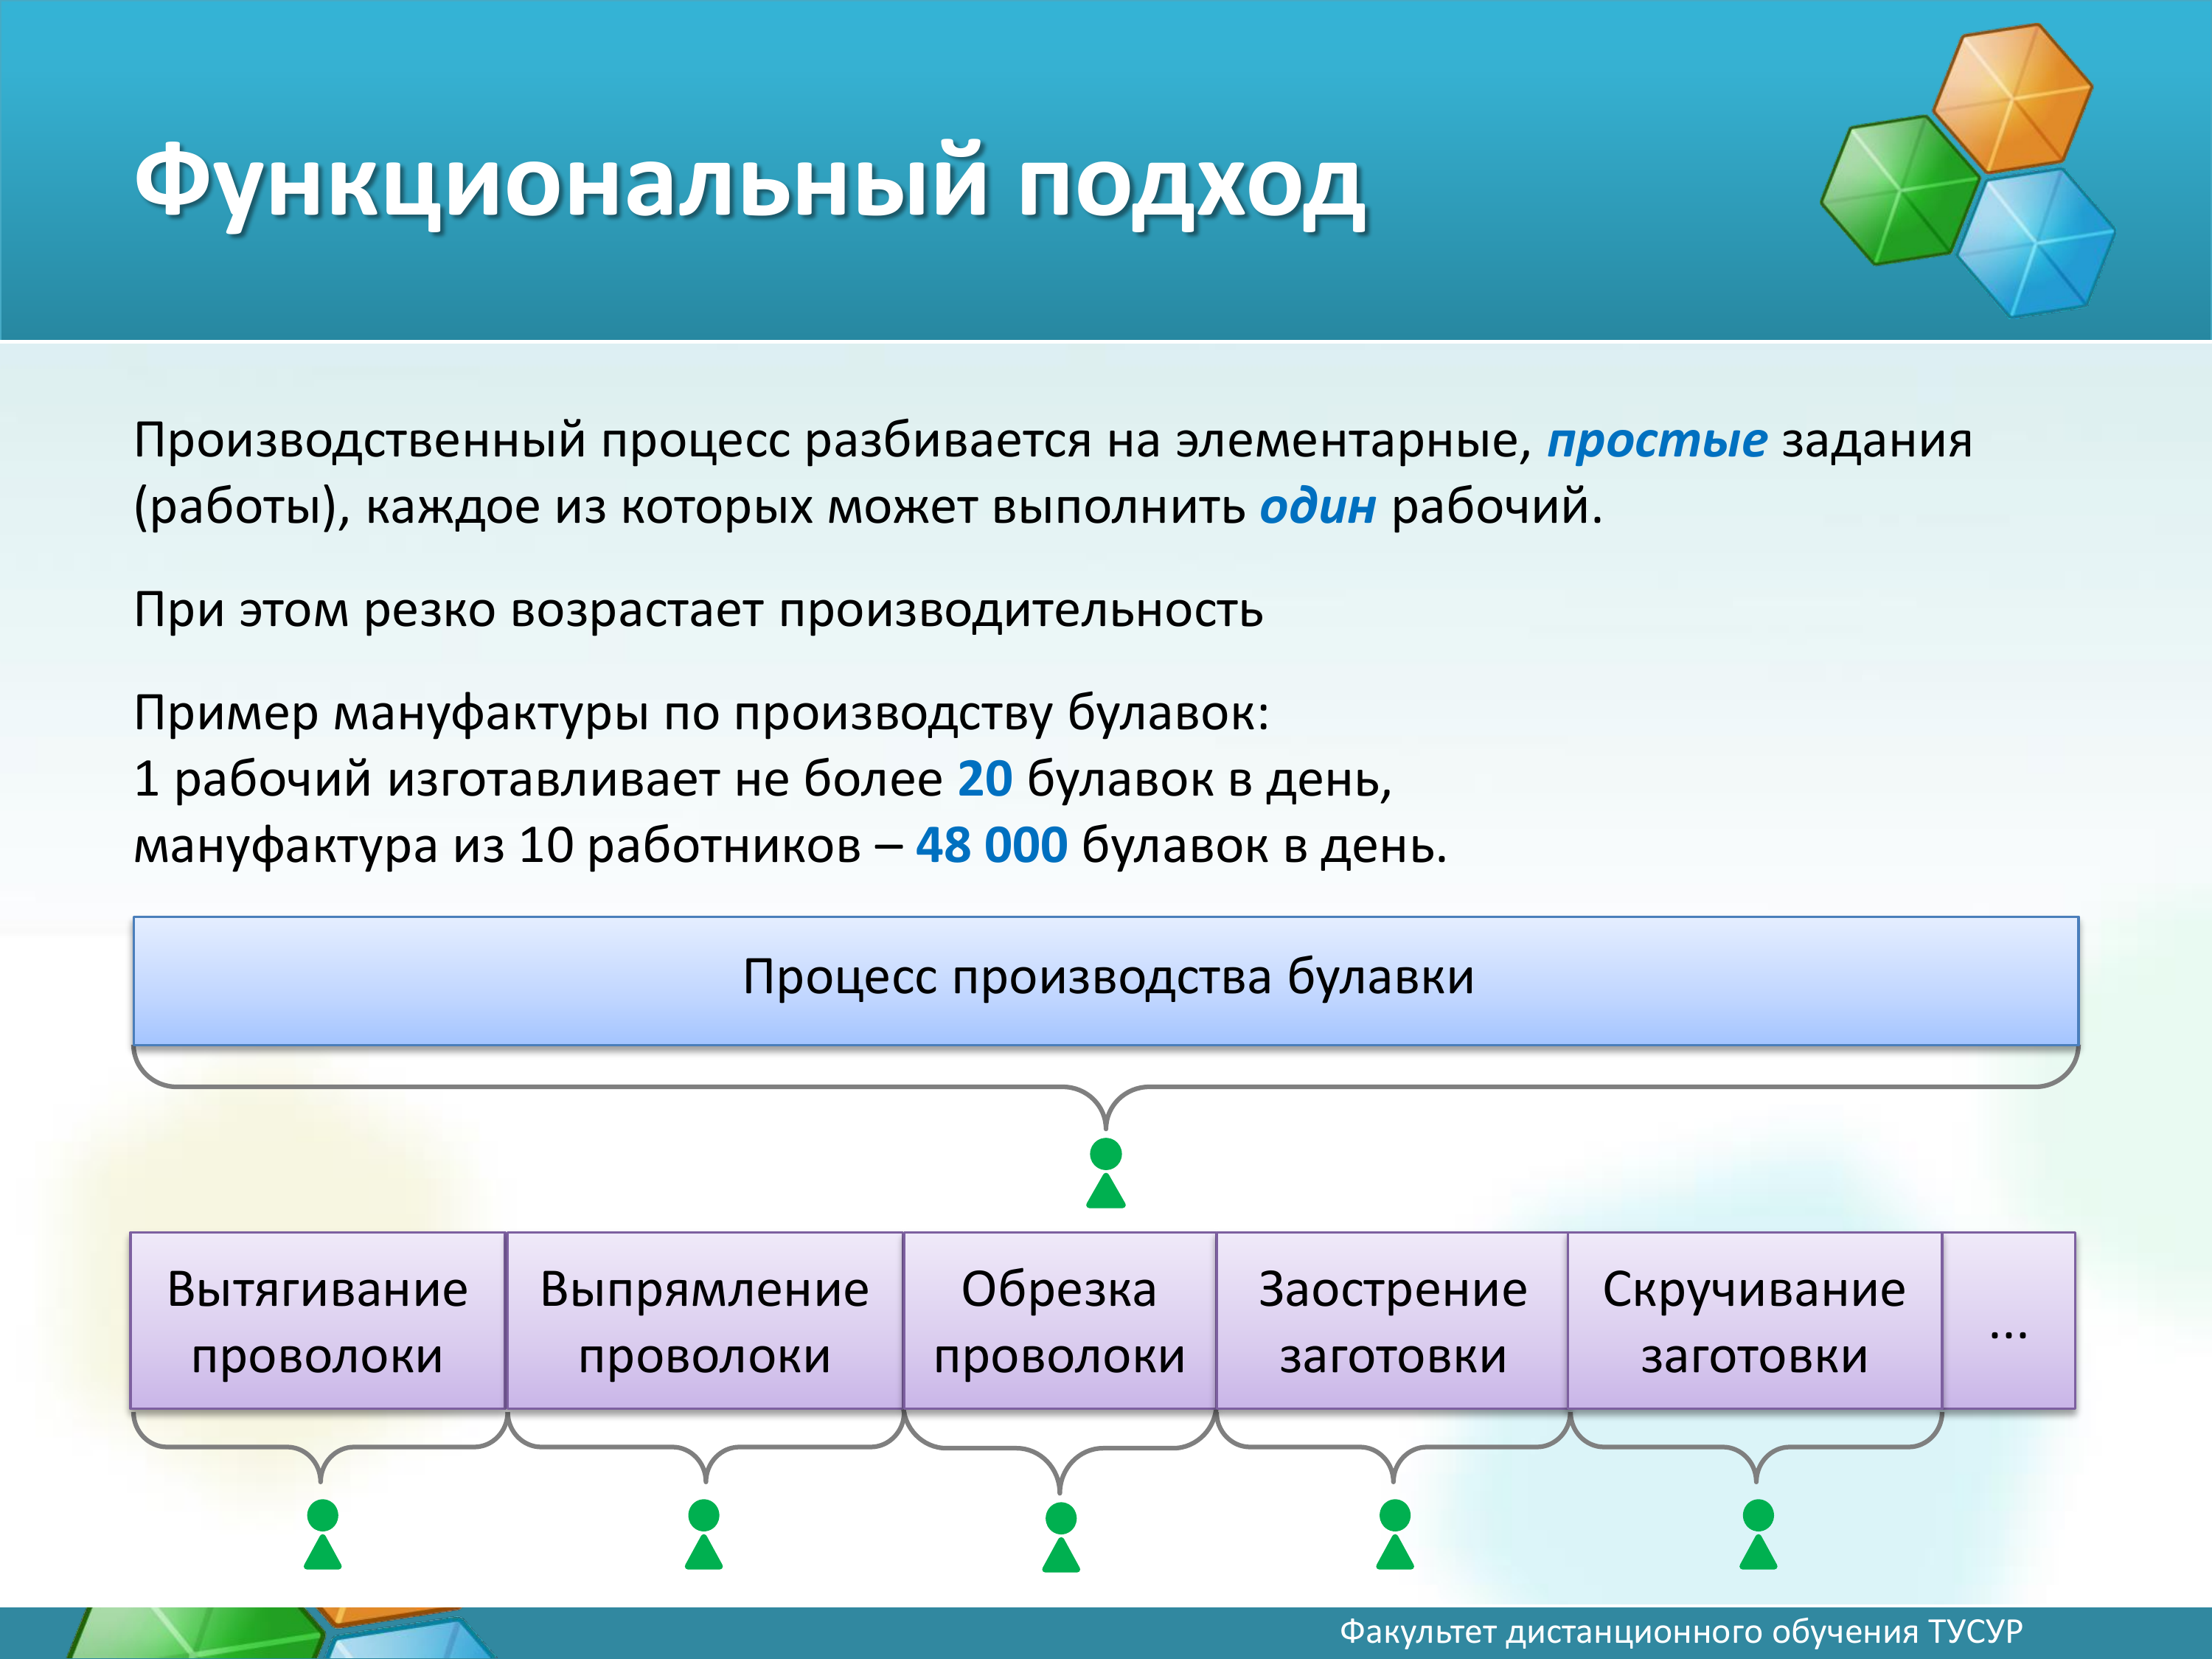 Функциональный подход
Производственный процесс разбивается на элементарные, простые задания
(работы), каждое из которых может выполнить один рабочий.
При этом резко возрастает производительность
Пример мануфактуры по производству булавок:
1 рабочий изготавливает не более 20 булавок в день,
мануфактура из 10 работников – 48 000 булавок в день.
Процесс производства булавки
Вытягивание
проволоки
Выпрямление
проволоки
Обрезка
проволоки
Заострение
заготовки
Скручивание
заготовки
...
Факультет дистанционного обучения ТУСУР